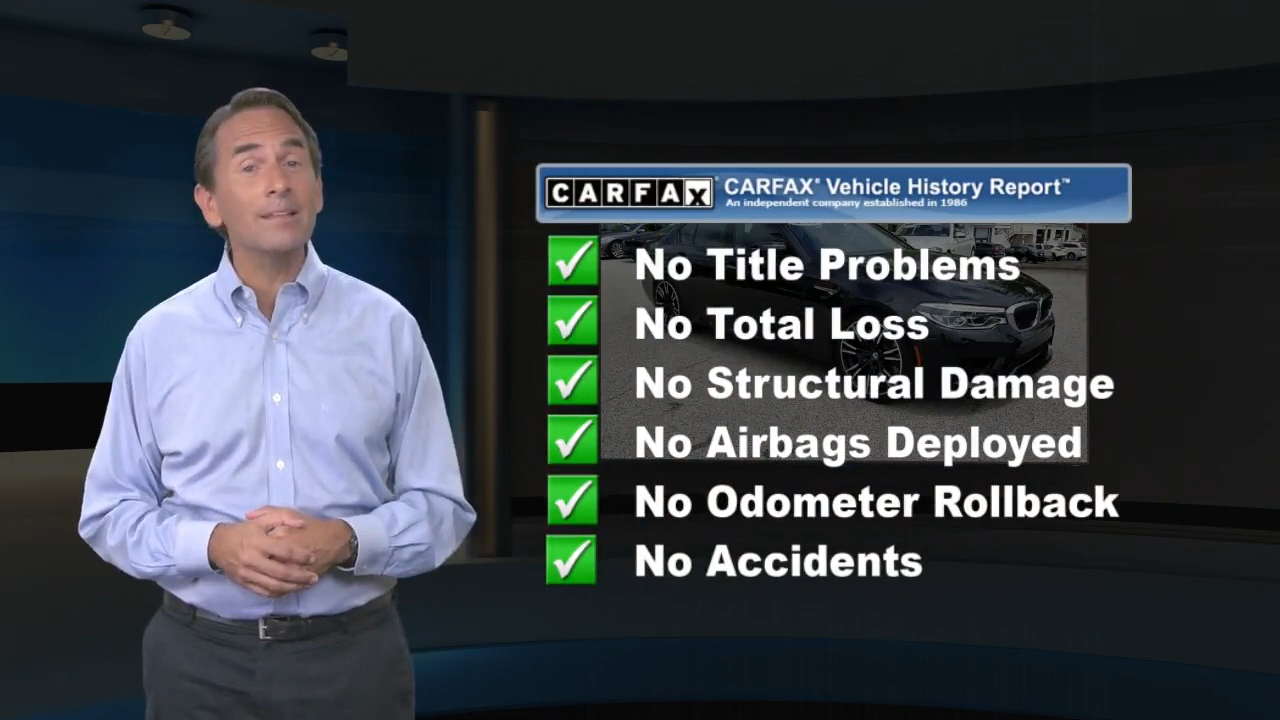 CARFAX® CARFAX® Vehicle History Report™
An independent company established in 1986
No Title Problems
No Total Loss
No Structural Damage
No Airbags Deployed
No Odometer Rollback
No Accidents